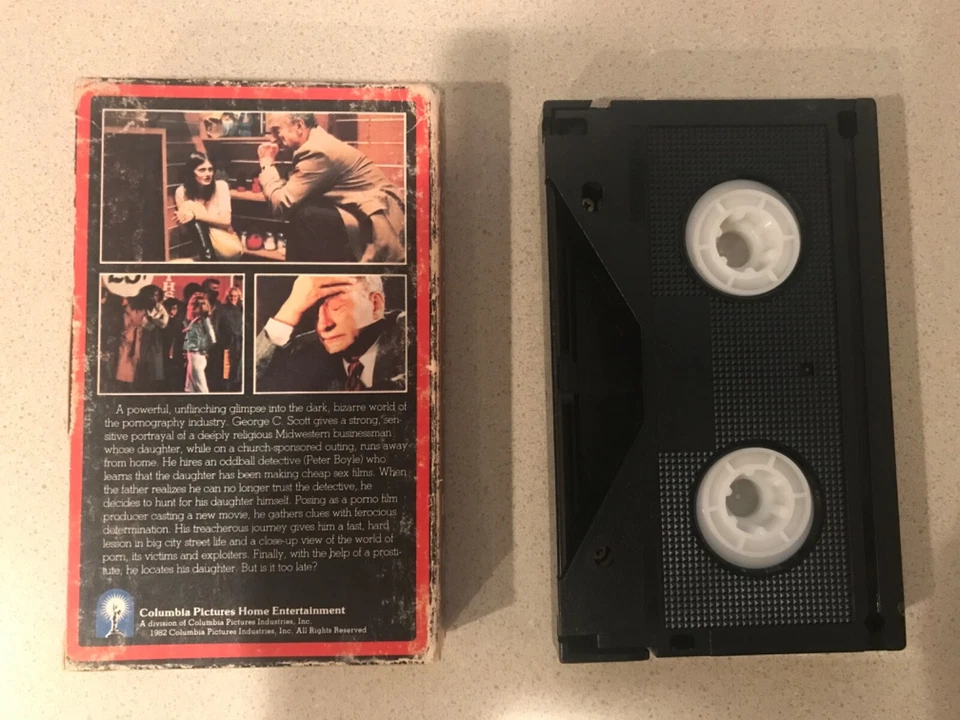 A powerful, unflinching glimpse into the dark, bizarre world of
the pornography industry. George C. Scott gives a strong, sen-
sitive portrayal of a deeply religious Midwestern businessman
whose daughter, while on a church-sponsored outing, runs away
from home. He hires an oddball detective (Peter Boyle) who
learns that the daughter has been making cheap sex films. When
the father realizes he can no longer trust the detective, he
decides to hunt for his daughter himself. Posing as a porno film
producer casting a new movie, he gathers clues with ferocious
determination. His treacherous journey gives him a fast, hard
lesson in big city street life and a close-up view of the world of
porn, its victims and exploiters. Finally, with the help of a prosti-
tute, he locates his daughter. But is it too late?
Columbia Pictures Home Entertainment
A division of Columbia Pictures Industries, Inc.
1982 Columbia Pictures Industries, Inc. All Rights Reserved